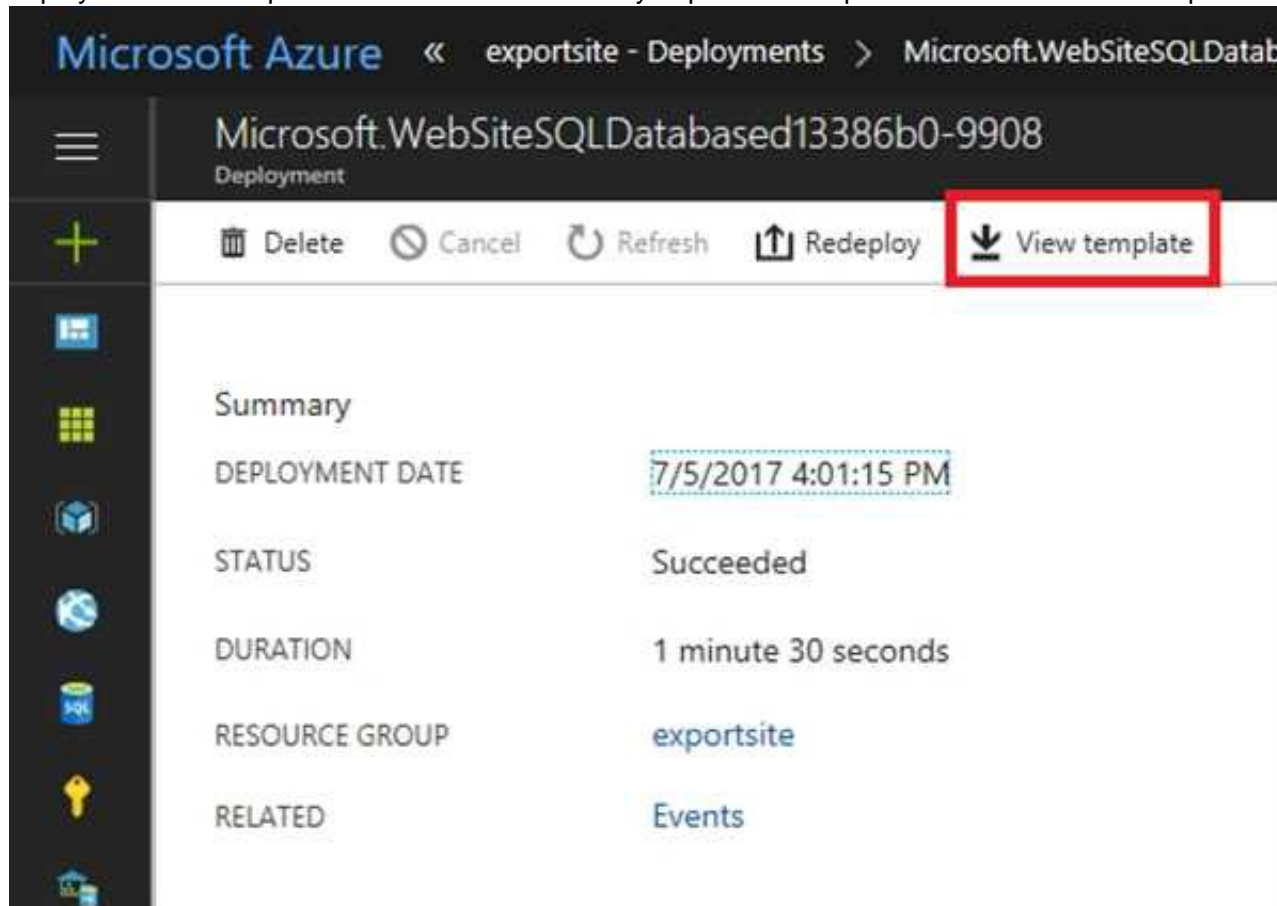 Microsoft Azure « exportsite - Deployments > Microsoft.WebSiteSQLDatab
Microsoft.WebSiteSQLDatabased13386b0-9908
Deployment
Delete Cancel Refresh Redeploy View template
Summary
DEPLOYMENT DATE 7/5/2017 4:01:15 PM
STATUS Succeeded
DURATION 1 minute 30 seconds
RESOURCE GROUP exportsite
RELATED Events
SQL